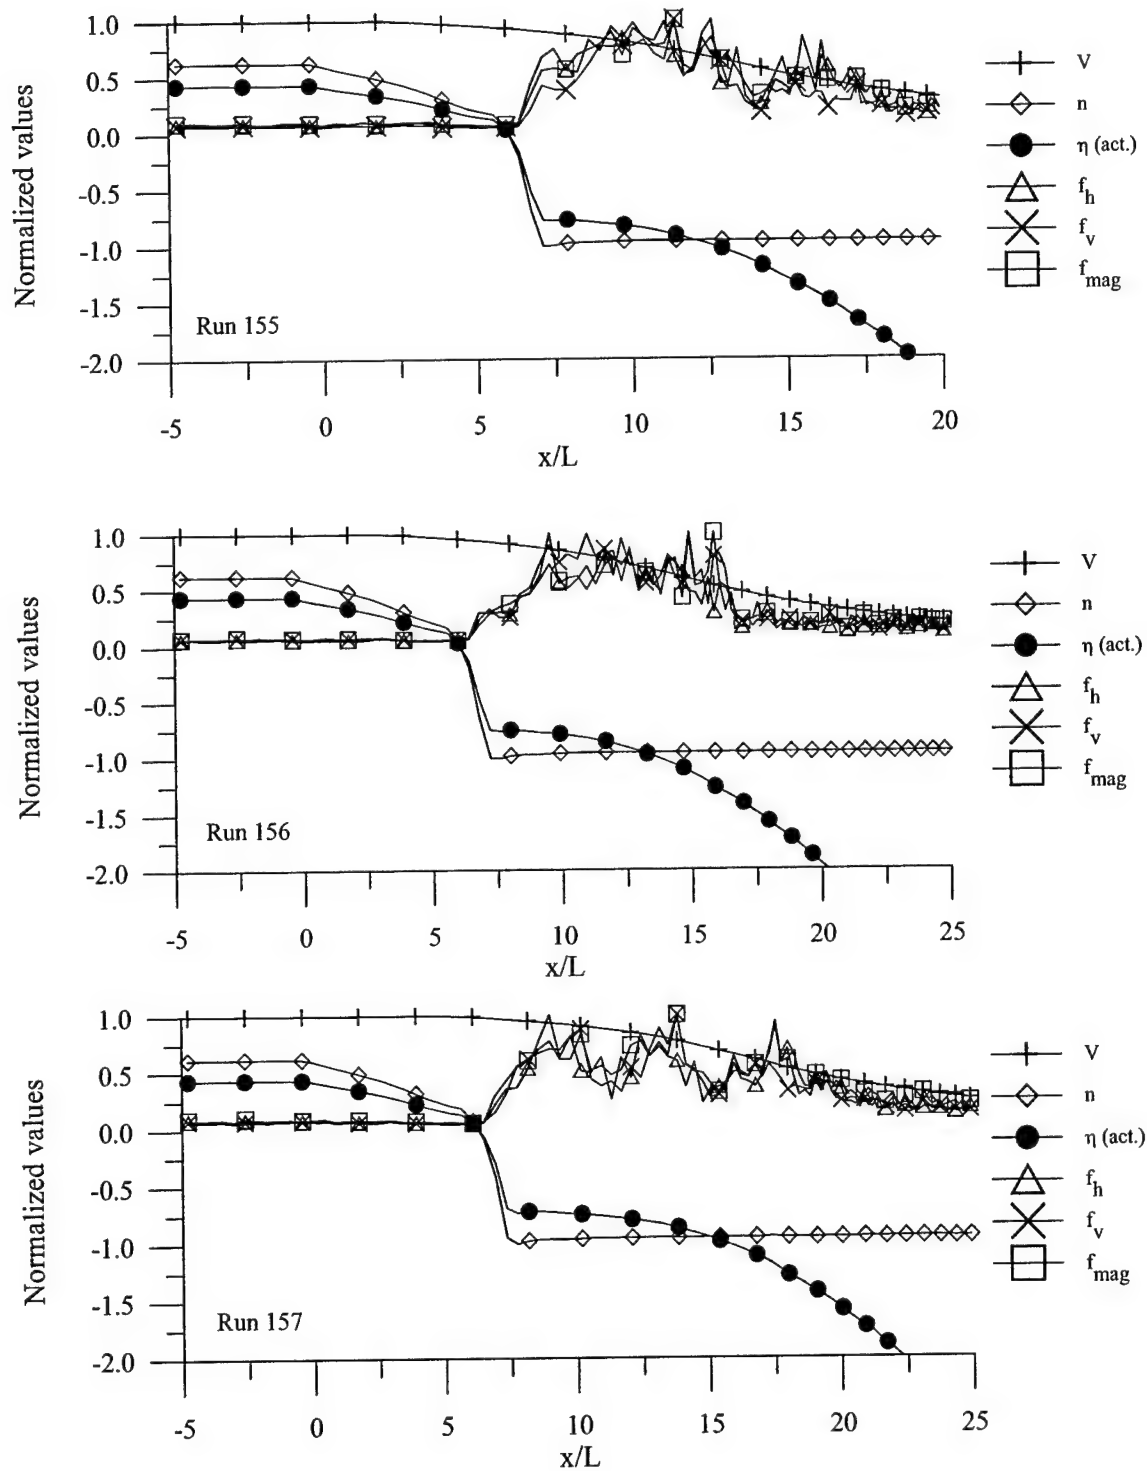 Normalized values
1.0
0.5
0.0
-0.5
-1.0
-1.5
-2.0
Run 155
-5 0 5 10 15 20
x/L
V
n
η (act.)
f_h
f_v
f_mag
Normalized values
1.0
0.5
0.0
-0.5
-1.0
-1.5
-2.0
Run 156
-5 0 5 10 15 20 25
x/L
V
n
η (act.)
f_h
f_v
f_mag
Normalized values
1.0
0.5
0.0
-0.5
-1.0
-1.5
-2.0
Run 157
-5 0 5 10 15 20 25
x/L
V
n
η (act.)
f_h
f_v
f_mag